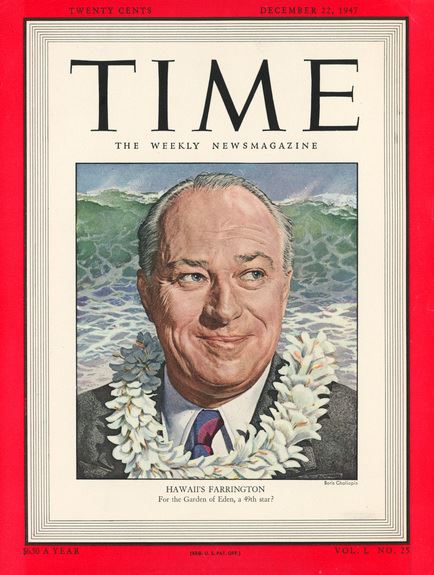 TWENTY CENTS DECEMBER 22, 1947
TIME
THE WEEKLY NEWSMAGAZINE
Boris Chaliapin
HAWAII'S FARRINGTON
For the Garden of Eden, a 49th star?
$6.50 A YEAR (REG. U. S. PAT. OFF.) VOL. L NO. 25